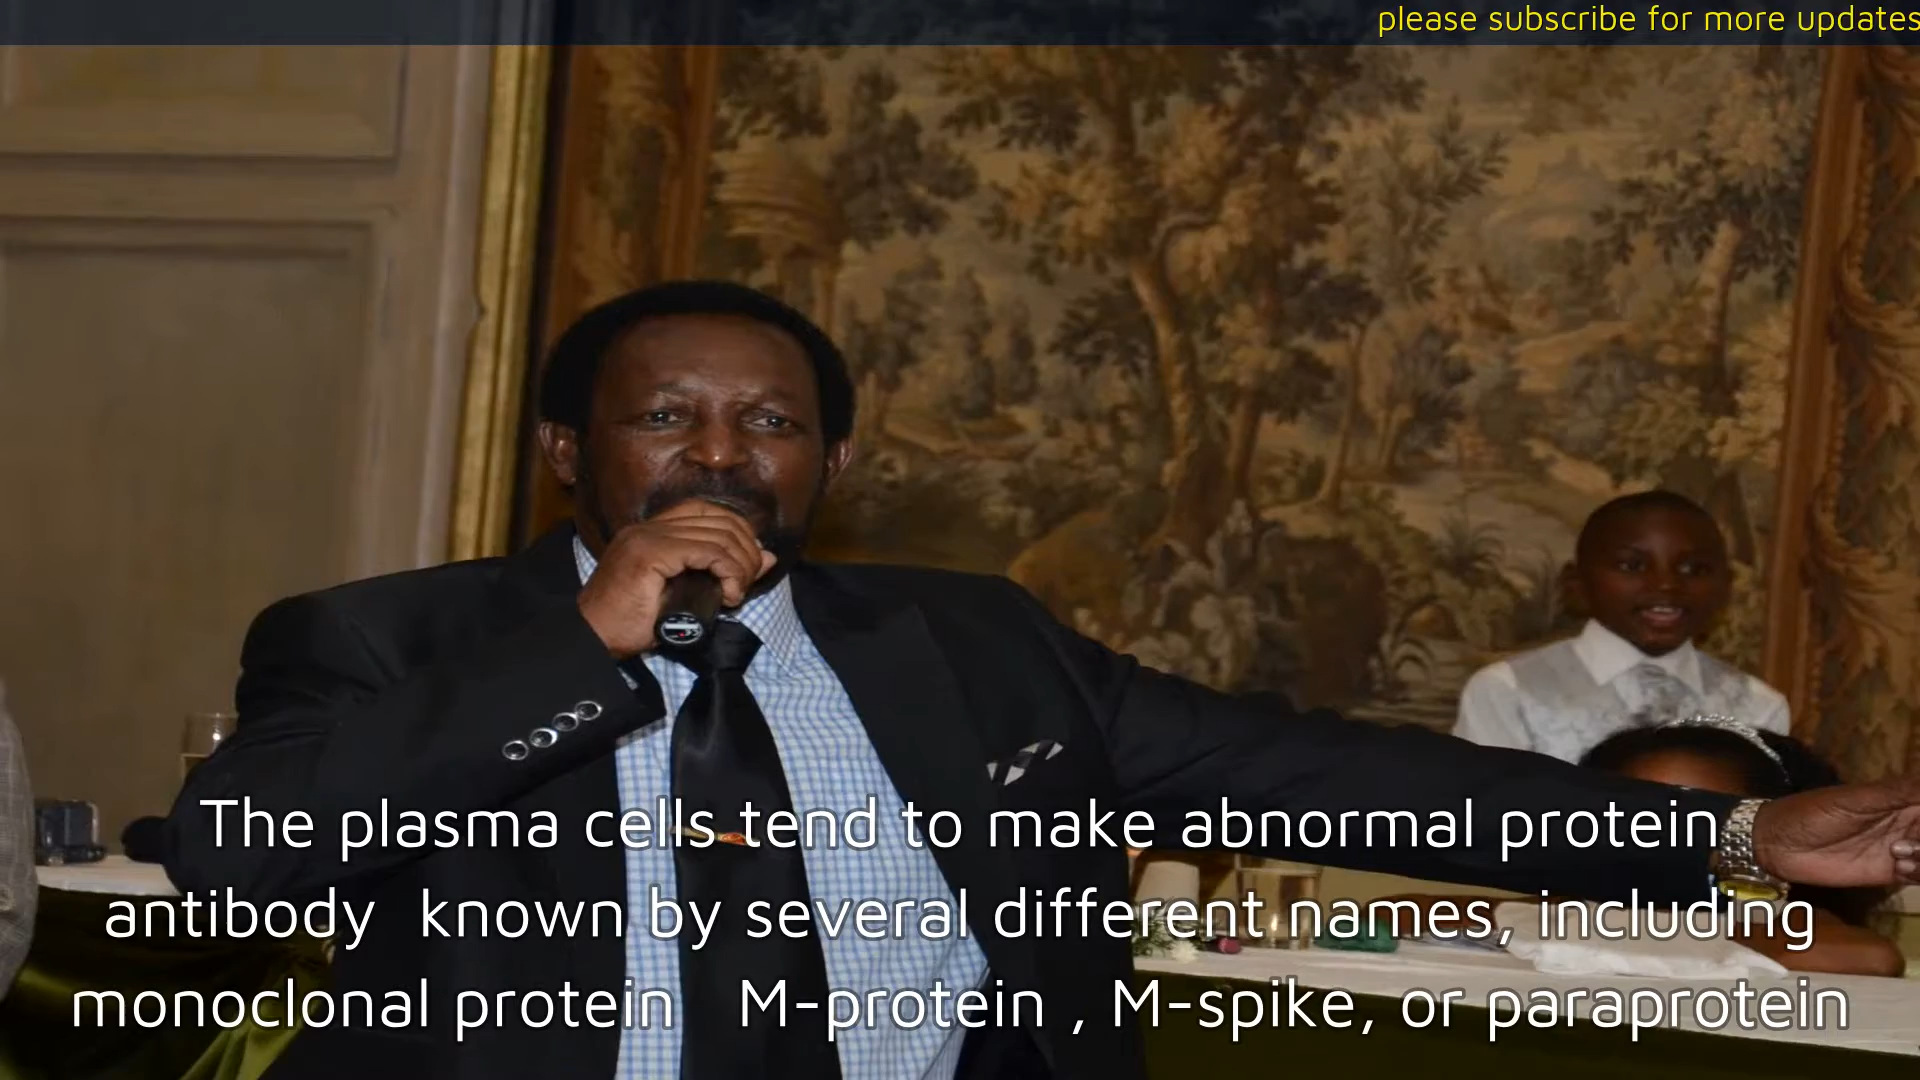 please subscribe for more updates
The plasma cells tend to make abnormal protein
antibody  known by several different names, including
monoclonal protein   M-protein , M-spike, or paraprotein